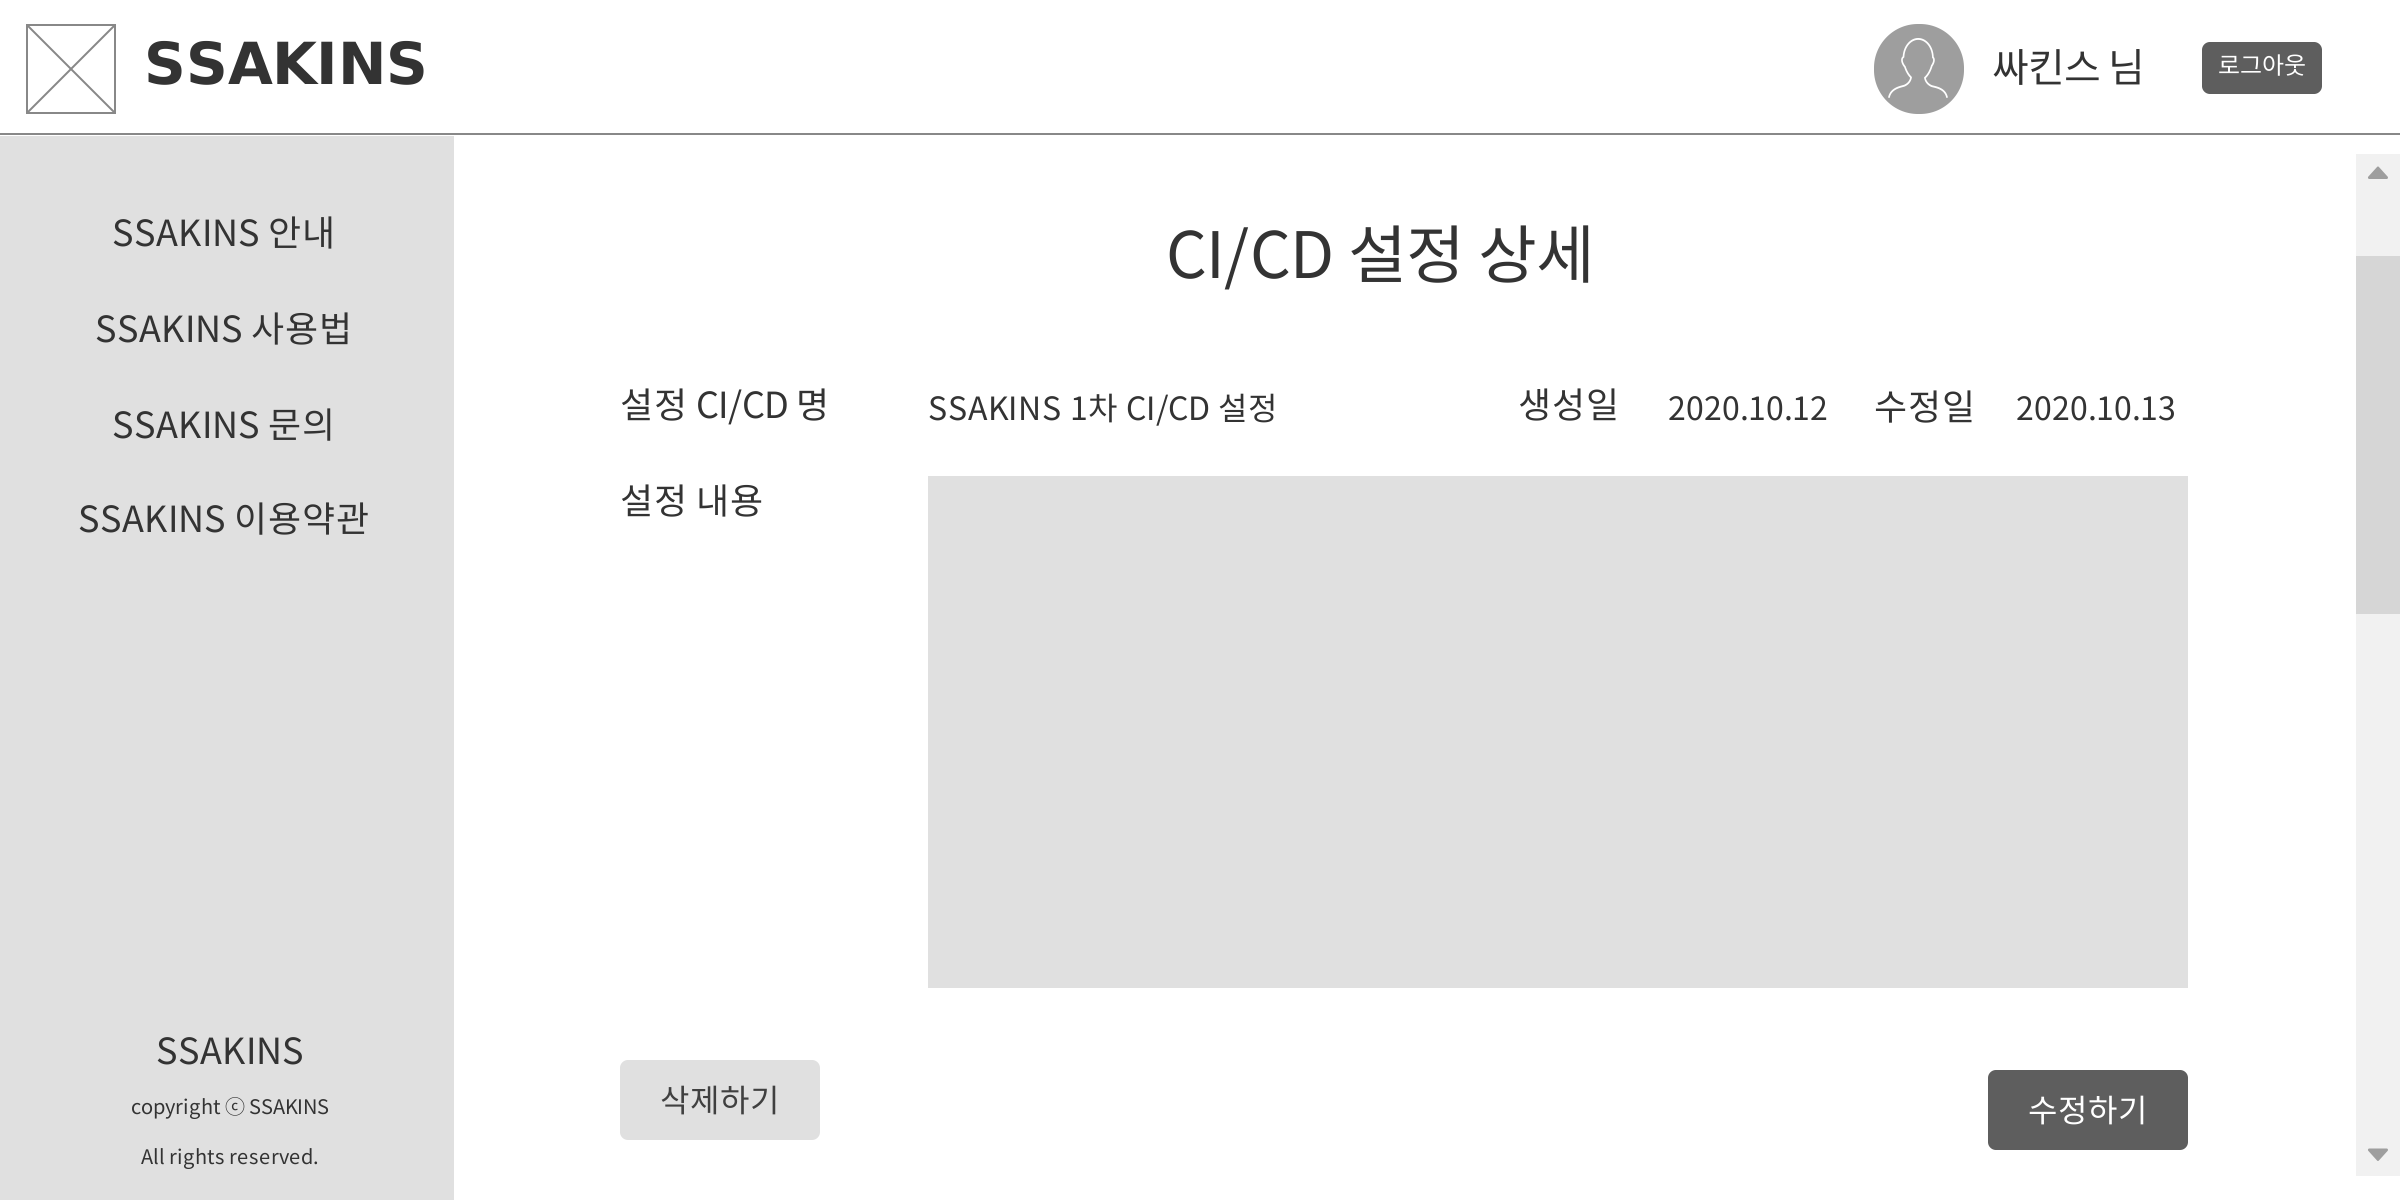 SSAKINS
싸킨스 님
로그아웃
SSAKINS 안내
SSAKINS 사용법
SSAKINS 문의
SSAKINS 이용약관
SSAKINS
copyright ⓒ SSAKINS
All rights reserved.
CI/CD 설정 상세
설정 CI/CD 명 SSAKINS 1차 CI/CD 설정 생성일 2020.10.12 수정일 2020.10.13
설정 내용
삭제하기
수정하기